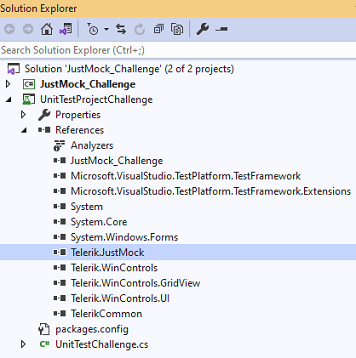 Solution Explorer
Search Solution Explorer (Ctrl+;)
Solution 'JustMock_Challenge' (2 of 2 projects)
JustMock_Challenge
UnitTestProjectChallenge
Properties
References
Analyzers
JustMock_Challenge
Microsoft.VisualStudio.TestPlatform.TestFramework
Microsoft.VisualStudio.TestPlatform.TestFramework.Extensions
System
System.Core
System.Windows.Forms
Telerik.JustMock
Telerik.WinControls
Telerik.WinControls.GridView
Telerik.WinControls.UI
TelerikCommon
packages.config
C# UnitTestChallenge.cs